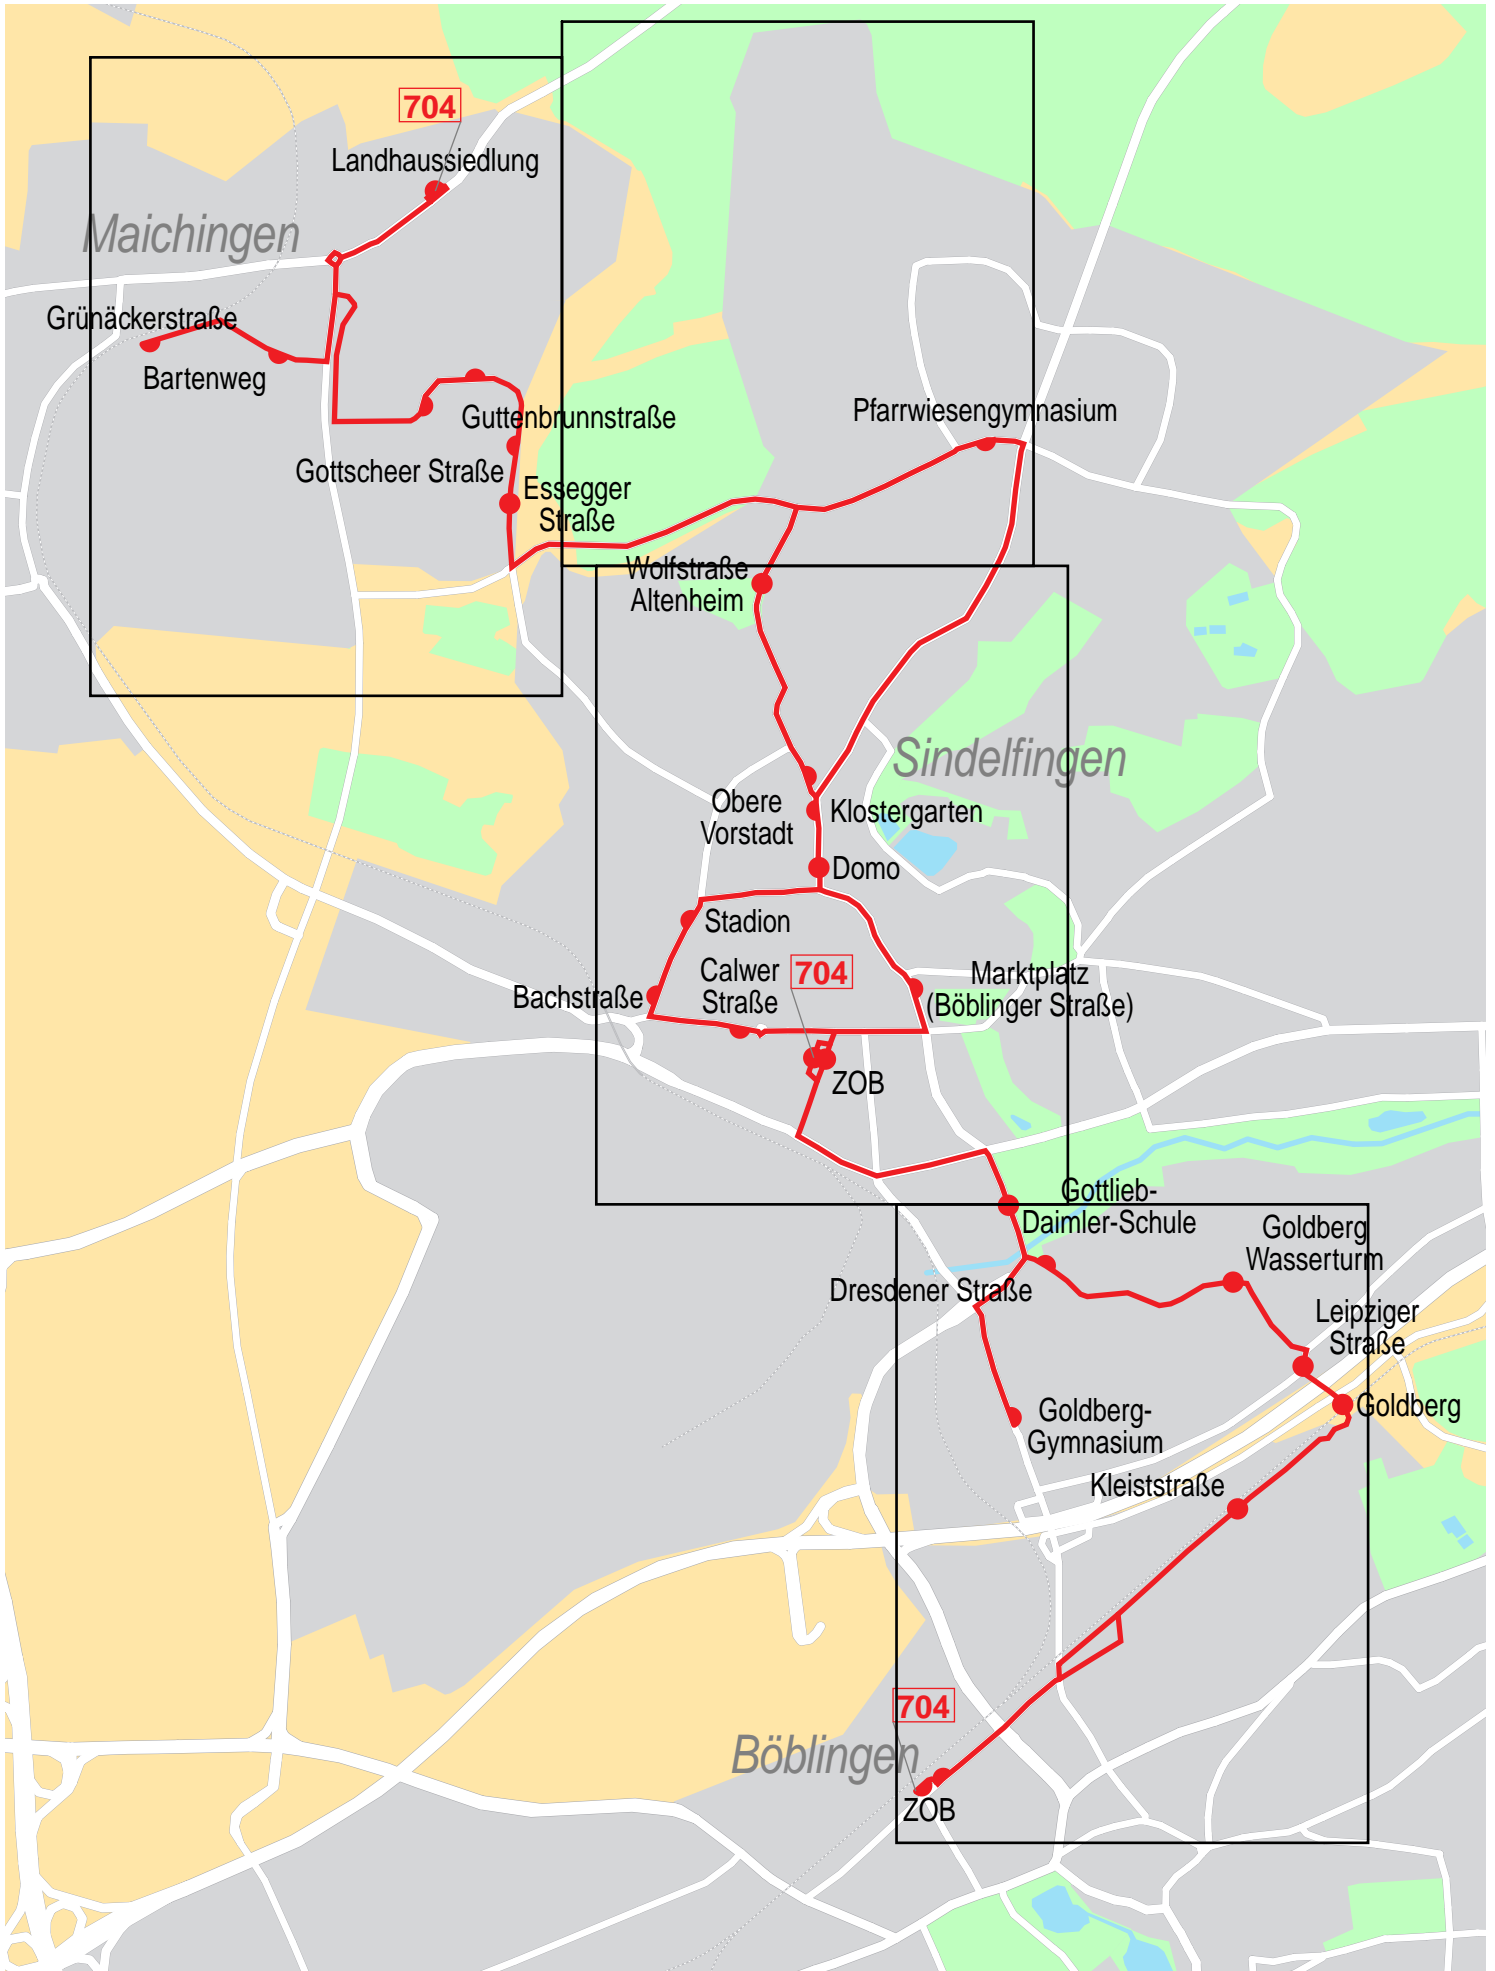 704
Landhaussiedlung
Maichingen
Grünäckerstraße
Bartenweg
Guttenbrunnstraße
Pfarrwiesengymnasium
Gottscheer Straße
Essegger
Straße
Wolfstraße
Altenheim
Sindelfingen
Obere
Vorstadt
Klostergarten
Domo
Stadion
Calwer
Straße
704
Marktplatz
(Böblinger Straße)
Bachstraße
ZOB
Gottlieb-
Daimler-Schule
Goldberg
Wasserturm
Dresdener Straße
Leipziger
Straße
Goldberg
Goldberg-
Gymnasium
Kleiststraße
704
Böblingen
ZOB